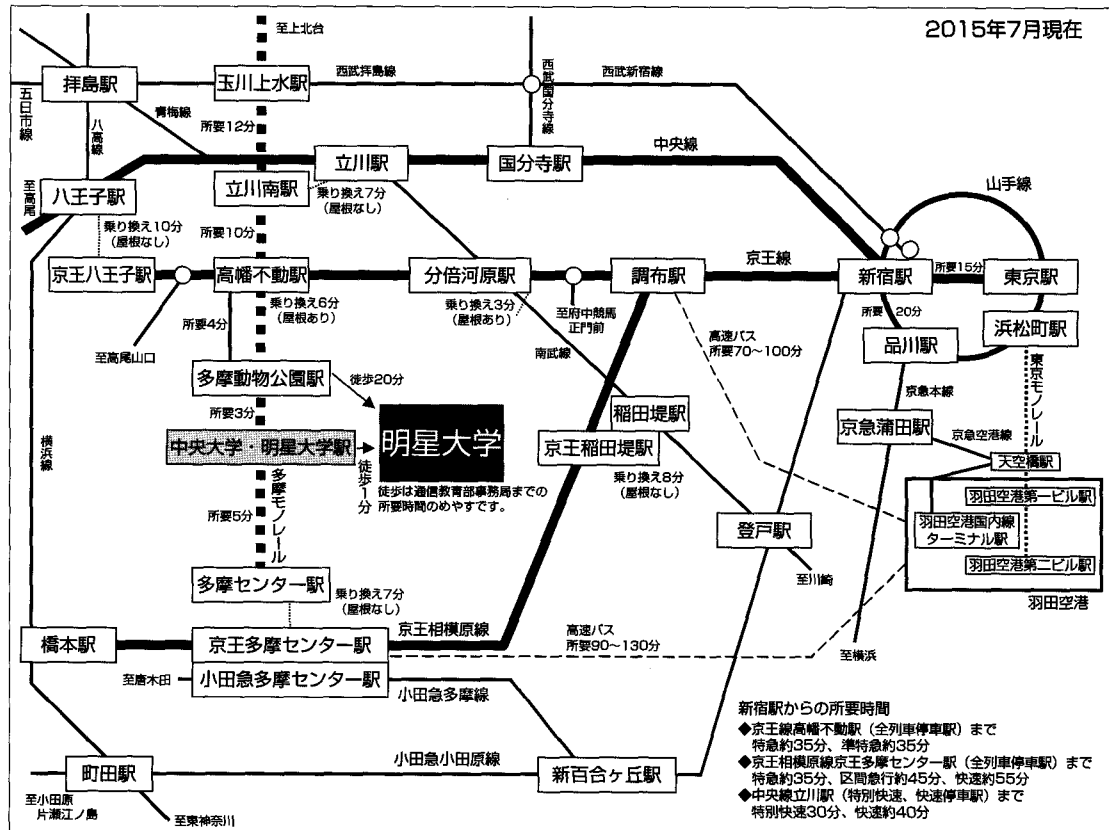 2015年7月現在
至上北台
拝島駅
玉川上水駅
西武拝島線
西武国分寺線
西武新宿線
五日市線
八高線
青梅線
所要12分
中央線
立川駅
国分寺駅
山手線
至高尾
八王子駅
立川南駅
乗り換え7分
(屋根なし)
乗り換え10分
(屋根なし)
所要10分
京王八王子駅
高幡不動駅
分倍河原駅
調布駅
京王線
新宿駅
所要15分
東京駅
乗り換え6分
(屋根あり)
乗り換え3分
(屋根あり)
至府中競馬
正門前
所要4分
至高尾山口
南武線
高速バス
所要70〜100分
所要20分
品川駅
浜松町駅
東京モノレール
京急本線
多摩動物公園駅
徒歩20分
所要3分
明星大学
中央大学・明星大学駅
徒歩1分
徒歩は通信教育部事務局までの
所要時間のめやすです。
稲田堤駅
京王稲田堤駅
乗り換え8分
(屋根なし)
京急蒲田駅
京急空港線
天空橋駅
横浜線
所要5分
多摩モノレール
登戸駅
至川崎
羽田空港第一ビル駅
羽田空港国内線
ターミナル駅
羽田空港第二ビル駅
羽田空港
多摩センター駅
乗り換え7分
(屋根なし)
橋本駅
京王多摩センター駅
京王相模原線
高速バス
所要90〜130分
至横浜
至唐木田
小田急多摩センター駅
小田急多摩線
町田駅
小田急小田原線
新百合ヶ丘駅
至小田原
片瀬江ノ島
至東神奈川
新宿駅からの所要時間
◆京王線高幡不動駅(全列車停車駅)まで
特急約35分、準特急約35分
◆京王相模原線京王多摩センター駅(全列車停車駅)まで
特急約35分、区間急行約45分、快速約55分
◆中央線立川駅(特別快速、快速停車駅)まで
特別快速30分、快速約40分